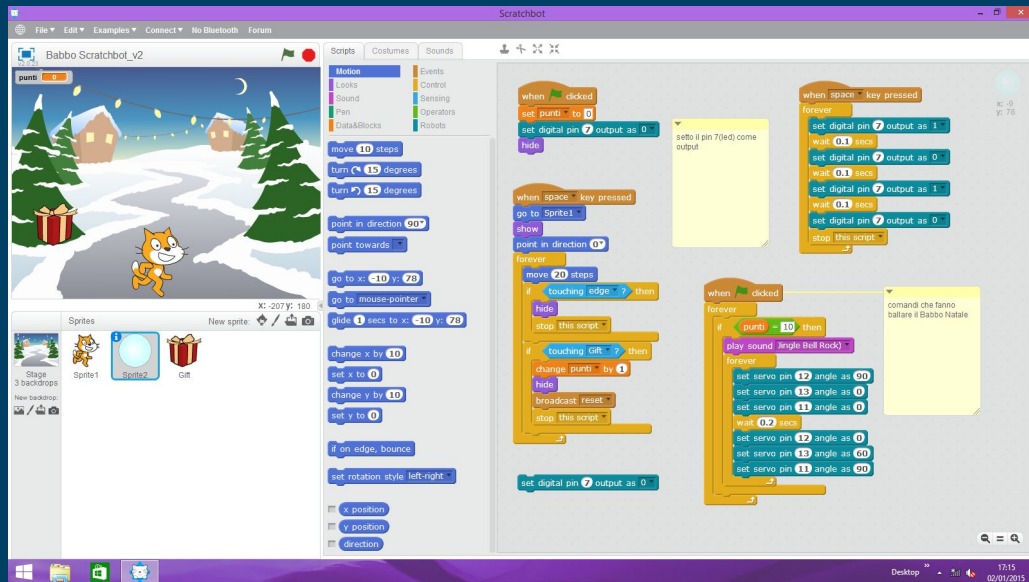 Scratchbot
File Edit Examples Connect No Bluetooth Forum
Babbo Scratchbot_v2
punti 0
X: -207 Y: 180
Sprites
New sprite:
Stage
3 backdrops
New backdrop:
Sprite1
Sprite2
Gift
Scripts Costumes Sounds
Motion Events
Looks Control
Sound Sensing
Pen Operators
Data&Blocks Robots
move 10 steps
turn 15 degrees
turn 15 degrees
point in direction 90
point towards
go to x: -10 y: 78
go to mouse-pointer
glide 1 secs to x: -10 y: 78
change x by 10
set x to 0
change y by 10
set y to 0
if on edge, bounce
set rotation style left-right
x position
y position
direction
when clicked
set punti to 0
set digital pin 7 output as 0
hide
setto il pin 7(led) come
output
when space key pressed
go to Sprite1
show
point in direction 0
forever
move 20 steps
if touching edge ? then
hide
stop this script
if touching Gift ? then
change punti by 1
hide
broadcast reset
stop this script
set digital pin 7 output as 0
when space key pressed
forever
set digital pin 7 output as 1
wait 0.1 secs
set digital pin 7 output as 0
wait 0.1 secs
set digital pin 7 output as 1
wait 0.1 secs
set digital pin 7 output as 0
stop this script
x: -9
y: 76
when clicked
forever
if punti = 10 then
play sound Jingle Bell Rock)
forever
set servo pin 12 angle as 90
set servo pin 13 angle as 0
set servo pin 11 angle as 0
wait 0.2 secs
set servo pin 12 angle as 0
set servo pin 13 angle as 60
set servo pin 11 angle as 90
comandi che fanno
ballare il Babbo Natale
Desktop
17:15
02/01/2015